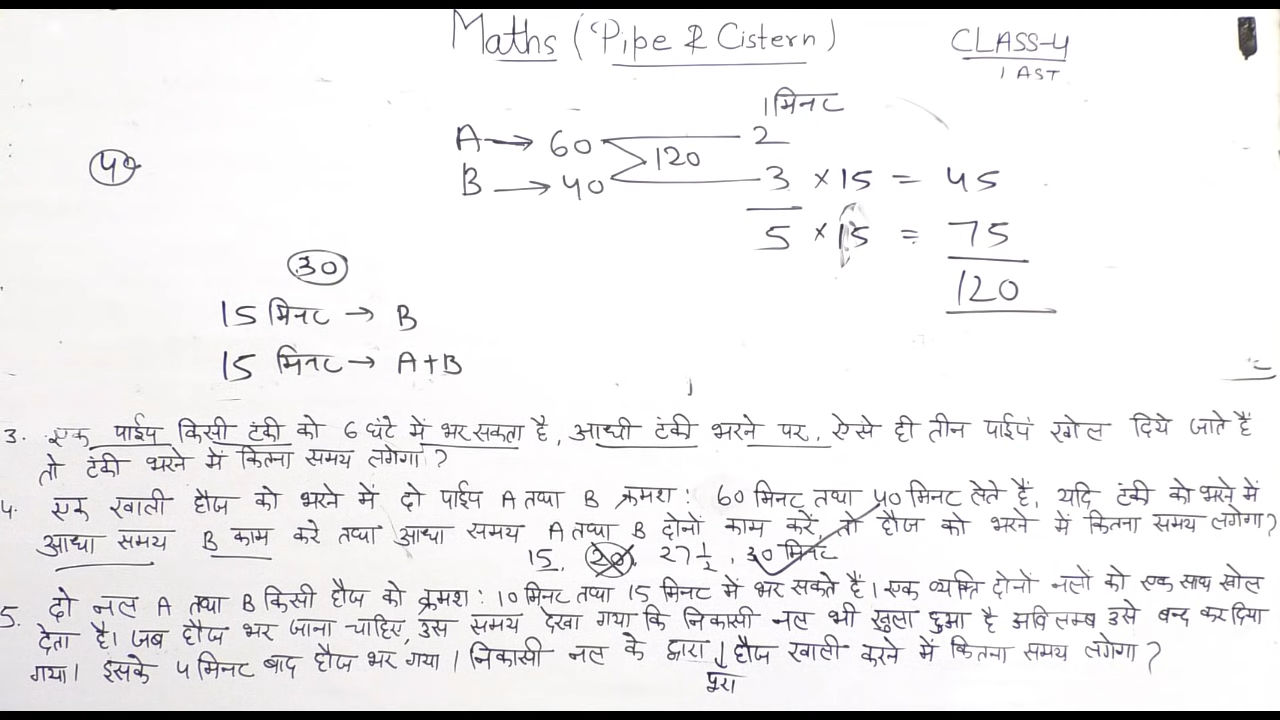 Maths (Pipe & Cistern)
CLASS-4
LAST
1 मिनट
A → 60
120
2
B → 40
3 × 15 = 45
5 × 15 = 75
120
30
15 मिनट → B
15 मिनट → A+B
3. एक पाईप किसी टंकी को 6 घंटे में भर सकता है, आधी टंकी भरने पर, ऐसे ही तीन पाईप खोल दिये जाते हैं
तो टंकी भरने में कितना समय लगेगा?
4. एक खाली हौज को भरने में दो पाईप A तथा B क्रमश: 60 मिनट तथा 40 मिनट लेते हैं, यदि टंकी को भरने में
आधा समय B काम करे तथा आधा समय A तथा B दोनों काम करें, तो हौज को भरने में कितना समय लगेगा?
15, 20, 27 1/2, 30 मिनट
5. दो नल A तथा B किसी हौज को क्रमश: 10 मिनट तथा 15 मिनट में भर सकते हैं। एक व्यक्ति दोनों नलों को एक साथ खोल
देता है। जब हौज भर जाना चाहिए, उस समय देखा गया कि निकासी नल भी खुला हुआ है अविलम्ब उसे बन्द कर दिया
गया। इसके 4 मिनट बाद हौज भर गया। निकासी नल के द्वारा ↓ हौज खाली करने में कितना समय लगेगा?
पूरा